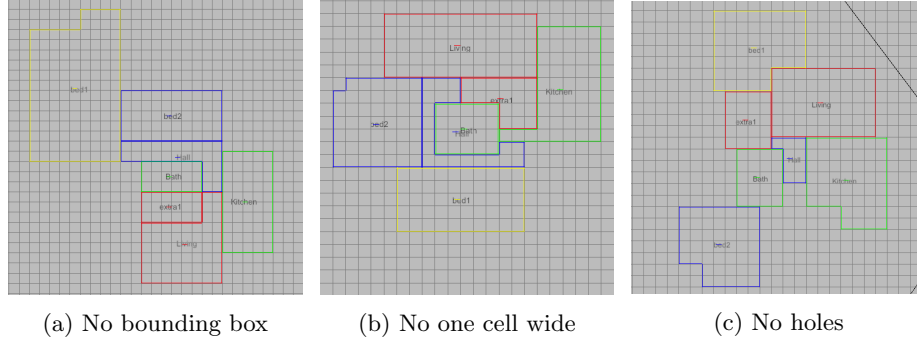 bed1
bed2
Hall
Bath
extra1
Kitchen
Living
Living
Kitchen
extra1
bed2
Bath
Hall
bed1
bed1
Living
extra1
Hall
Bath
Kitchen
bed2
(a) No bounding box (b) No one cell wide (c) No holes